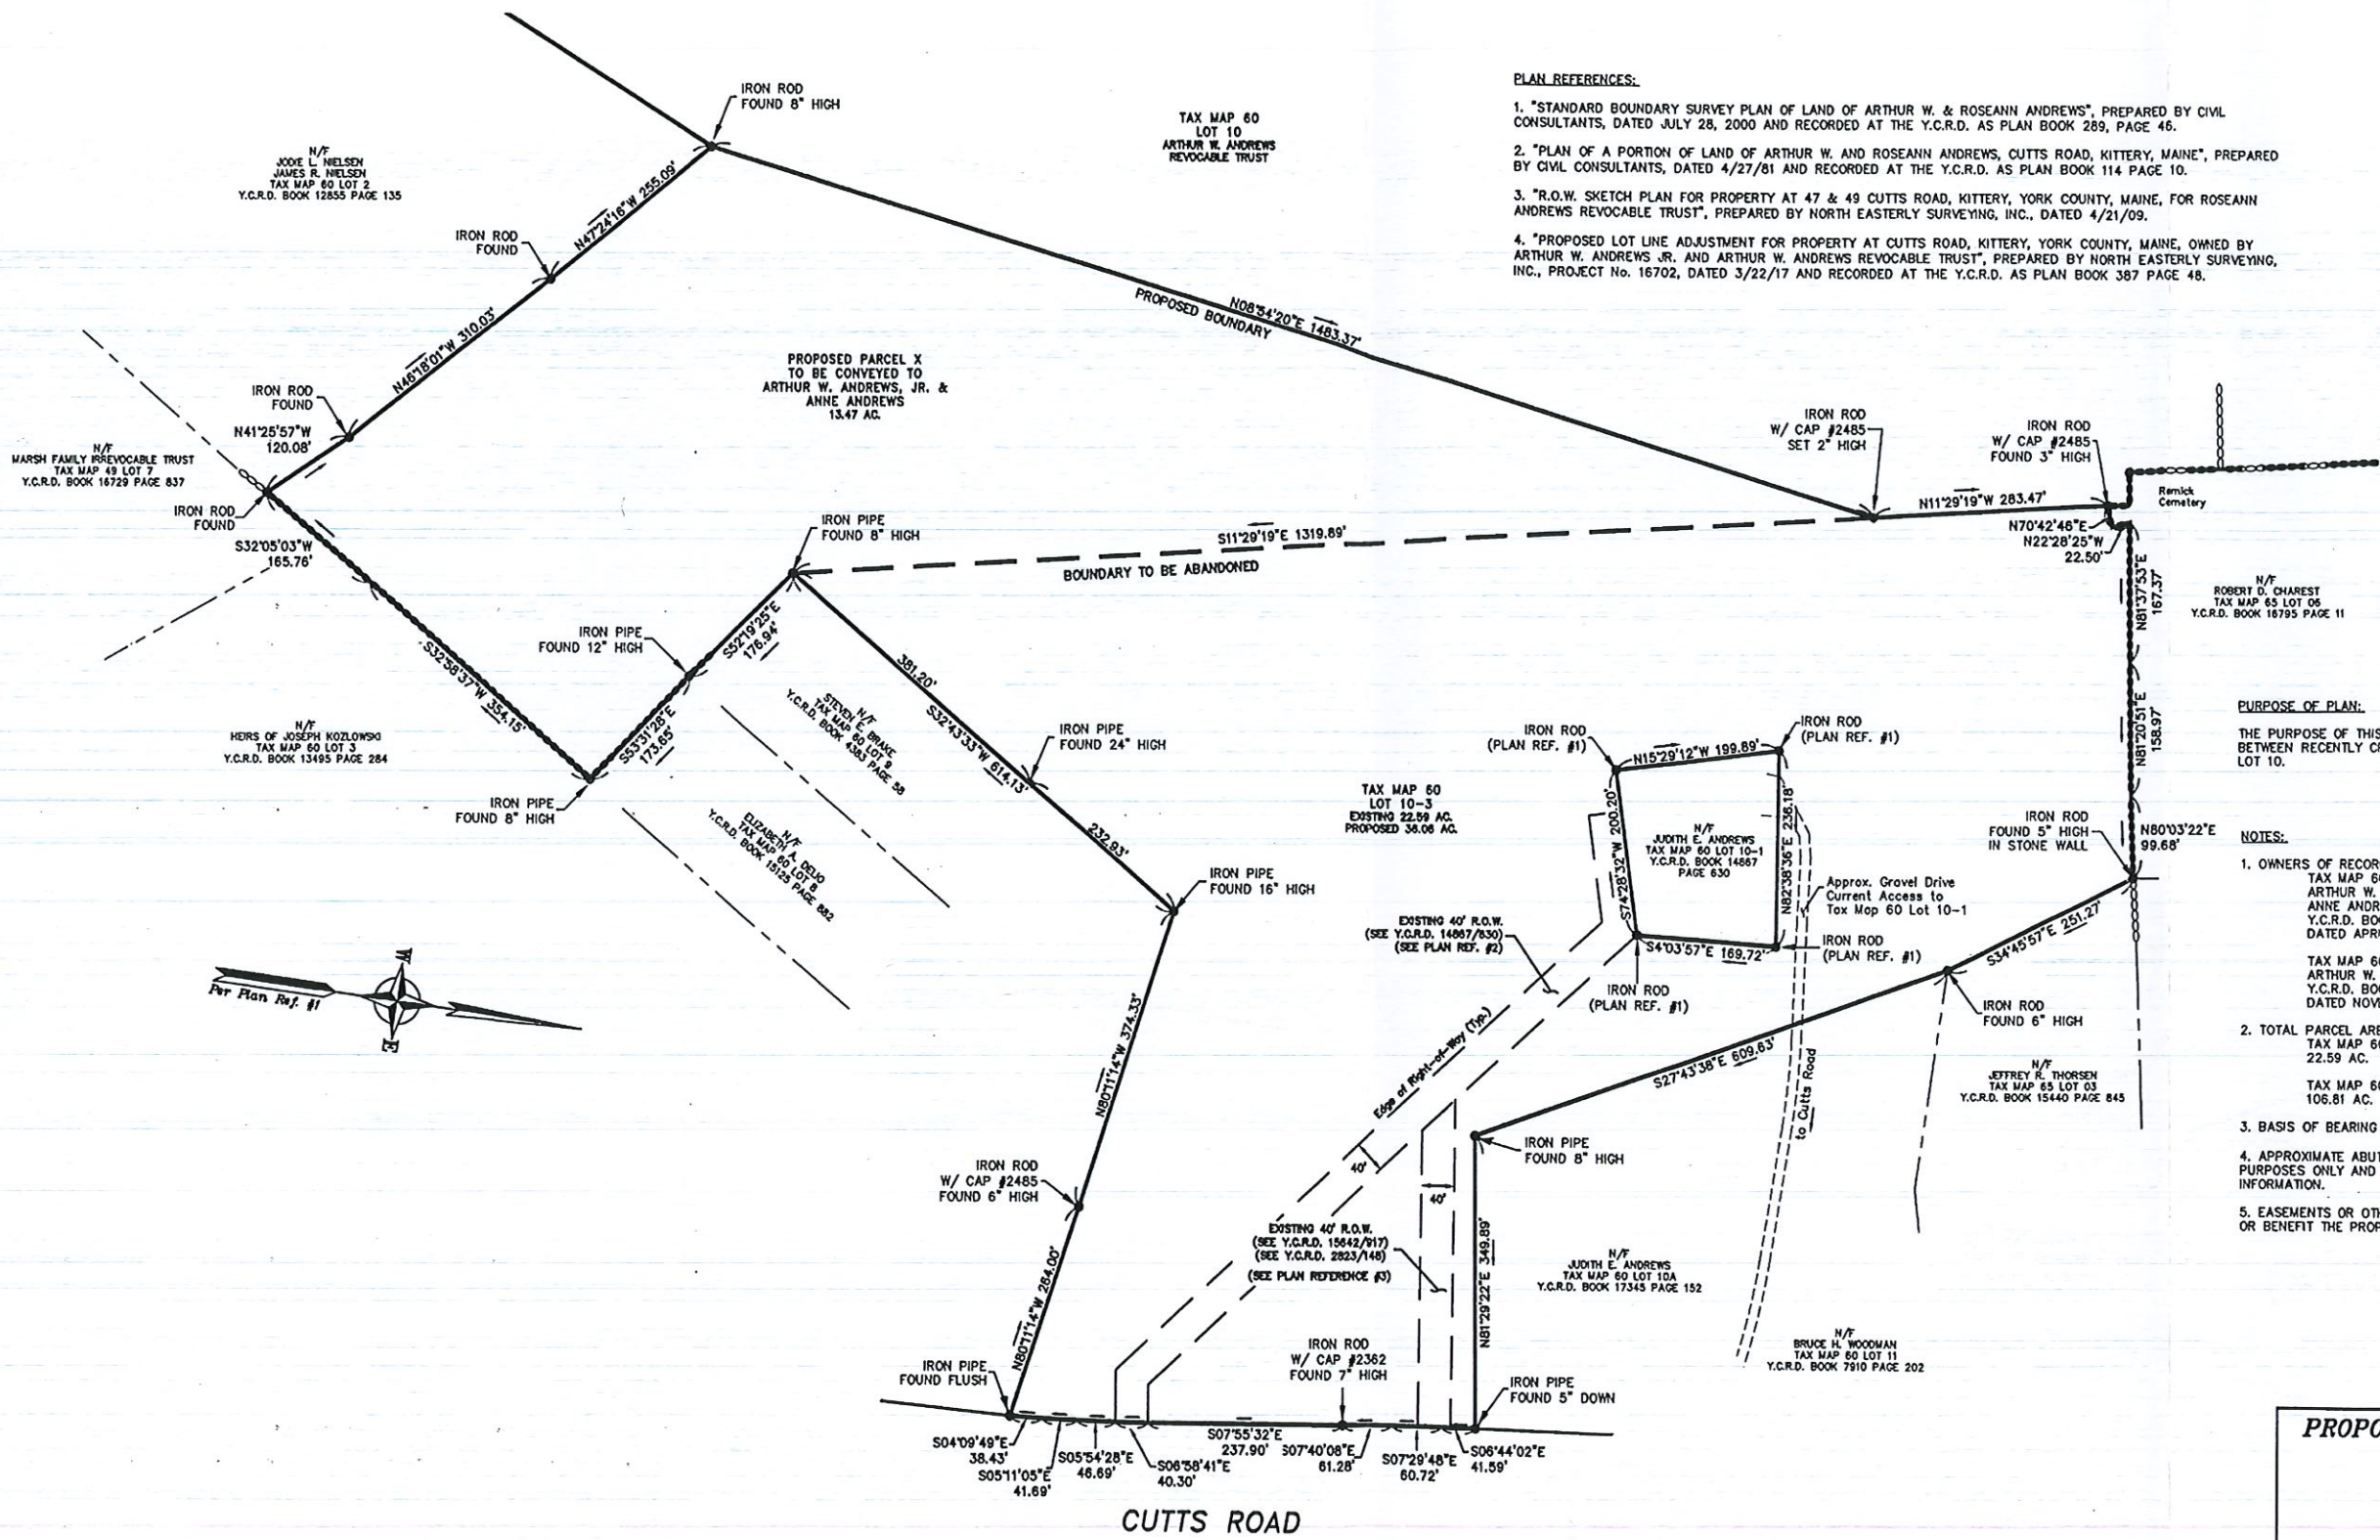 IRON ROD
FOUND 8" HIGH
N/F
JODIE L. NIELSEN
JAMES R. NIELSEN
TAX MAP 60 LOT 2
Y.C.R.D. BOOK 12855 PAGE 135
TAX MAP 60
LOT 10
ARTHUR W. ANDREWS
REVOCABLE TRUST
PLAN REFERENCES:
1. "STANDARD BOUNDARY SURVEY PLAN OF LAND OF ARTHUR W. & ROSEANN ANDREWS", PREPARED BY CIVIL
CONSULTANTS, DATED JULY 28, 2000 AND RECORDED AT THE Y.C.R.D. AS PLAN BOOK 289, PAGE 46.
2. "PLAN OF A PORTION OF LAND OF ARTHUR W. AND ROSEANN ANDREWS, CUTTS ROAD, KITTERY, MAINE", PREPARED
BY CIVIL CONSULTANTS, DATED 4/27/81 AND RECORDED AT THE Y.C.R.D. AS PLAN BOOK 114 PAGE 10.
3. "R.O.W. SKETCH PLAN FOR PROPERTY AT 47 & 49 CUTTS ROAD, KITTERY, YORK COUNTY, MAINE, FOR ROSEANN
ANDREWS REVOCABLE TRUST", PREPARED BY NORTH EASTERLY SURVEYING, INC., DATED 4/21/09.
4. "PROPOSED LOT LINE ADJUSTMENT FOR PROPERTY AT CUTTS ROAD, KITTERY, YORK COUNTY, MAINE, OWNED BY
ARTHUR W. ANDREWS JR. AND ARTHUR W. ANDREWS REVOCABLE TRUST", PREPARED BY NORTH EASTERLY SURVEYING,
INC., PROJECT No. 16702, DATED 3/22/17 AND RECORDED AT THE Y.C.R.D. AS PLAN BOOK 387 PAGE 48.
N47°24'16"W 255.09'
IRON ROD
FOUND
N46°18'01"W 310.03'
N08°54'20"E 1483.37'
PROPOSED BOUNDARY
PROPOSED PARCEL X
TO BE CONVEYED TO
ARTHUR W. ANDREWS, JR. &
ANNE ANDREWS
13.47 AC.
IRON ROD
FOUND
N41°25'57"W
120.08'
N/F
MARSH FAMILY IRREVOCABLE TRUST
TAX MAP 49 LOT 7
Y.C.R.D. BOOK 16729 PAGE 837
IRON ROD
FOUND
S32°05'03"W
165.76'
IRON ROD
W/ CAP #2485
SET 2" HIGH
IRON ROD
W/ CAP #2485
FOUND 3" HIGH
Remick
Cemetery
N11°29'19"W 283.47'
N70°42'46"E
N22°28'25"W
22.50'
IRON PIPE
FOUND 8" HIGH
S11°29'19"E 1319.89'
BOUNDARY TO BE ABANDONED
N81°37'53"E
167.37'
N/F
ROBERT D. CHAREST
TAX MAP 65 LOT 06
Y.C.R.D. BOOK 16795 PAGE 11
S32°58'37"W 354.15'
IRON PIPE
FOUND 12" HIGH
S52°19'25"E
176.94'
S53°31'28"E
173.65'
381.20'
S32°43'33"W 614.13'
232.93'
N/F
STEVEN E. BRAKE
TAX MAP 60 LOT 9
Y.C.R.D. BOOK 4383 PAGE 58
N/F
ELIZABETH A. DELIO
TAX MAP 60 LOT 8
Y.C.R.D. BOOK 15125 PAGE 882
N/F
HEIRS OF JOSEPH KOZLOWSKI
TAX MAP 60 LOT 3
Y.C.R.D. BOOK 13495 PAGE 284
IRON PIPE
FOUND 8" HIGH
IRON PIPE
FOUND 24" HIGH
IRON PIPE
FOUND 16" HIGH
TAX MAP 60
LOT 10-3
EXISTING 22.59 AC.
PROPOSED 36.06 AC.
IRON ROD
(PLAN REF. #1)
IRON ROD
(PLAN REF. #1)
N15°29'12"W 199.89'
S74°28'32"W 200.20'
N82°38'36"E 236.18'
N/F
JUDITH E. ANDREWS
TAX MAP 60 LOT 10-1
Y.C.R.D. BOOK 14867
PAGE 630
S4°03'57"E 169.72'
IRON ROD
(PLAN REF. #1)
IRON ROD
(PLAN REF. #1)
Approx. Gravel Drive
Current Access to
Tax Map 60 Lot 10-1
to Cutts Road
N81°20'51"E
158.97'
IRON ROD
FOUND 5" HIGH
IN STONE WALL
N80°03'22"E
99.68'
PURPOSE OF PLAN:
THE PURPOSE OF THIS
BETWEEN RECENTLY
LOT 10.
NOTES:
1. OWNERS OF RECOR
TAX MAP 6
ARTHUR W.
ANNE ANDR
Y.C.R.D. BO
DATED APR
TAX MAP 6
ARTHUR W.
Y.C.R.D. BO
DATED NOV
2. TOTAL PARCEL ARE
TAX MAP 6
22.59 AC.
TAX MAP 6
106.81 AC.
3. BASIS OF BEARING
4. APPROXIMATE ABU
PURPOSES ONLY AND
INFORMATION.
5. EASEMENTS OR OT
OR BENEFIT THE PROP
EXISTING 40' R.O.W.
(SEE Y.C.R.D. 14867/630)
(SEE PLAN REF. #2)
Edge of Right-of-Way (Typ.)
S34°45'57"E 251.27'
IRON ROD
FOUND 6" HIGH
S27°43'38"E 609.63'
N/F
JEFFREY R. THORSEN
TAX MAP 65 LOT 03
Y.C.R.D. BOOK 15440 PAGE 845
W
E
Per Plan Ref. #1
N80°11'14"W 374.33'
IRON ROD
W/ CAP #2485
FOUND 6" HIGH
N80°11'14"W 264.00'
40'
40'
IRON PIPE
FOUND 8" HIGH
EXISTING 40' R.O.W.
(SEE Y.C.R.D. 15642/917)
(SEE Y.C.R.D. 2823/148)
(SEE PLAN REFERENCE #3)
N81°29'22"E 349.89'
N/F
JUDITH E. ANDREWS
TAX MAP 60 LOT 10A
Y.C.R.D. BOOK 17345 PAGE 152
N/F
BRUCE H. WOODMAN
TAX MAP 60 LOT 11
Y.C.R.D. BOOK 7910 PAGE 202
IRON PIPE
FOUND FLUSH
IRON ROD
W/ CAP #2362
FOUND 7" HIGH
IRON PIPE
FOUND 5" DOWN
S04°09'49"E
38.43'
S05°11'05"E
41.69'
S05°54'28"E
46.69'
S06°58'41"E
40.30'
S07°55'32"E
237.90'
S07°40'08"E
61.28'
S07°29'48"E
60.72'
S06°44'02"E
41.59'
CUTTS ROAD
PROPO